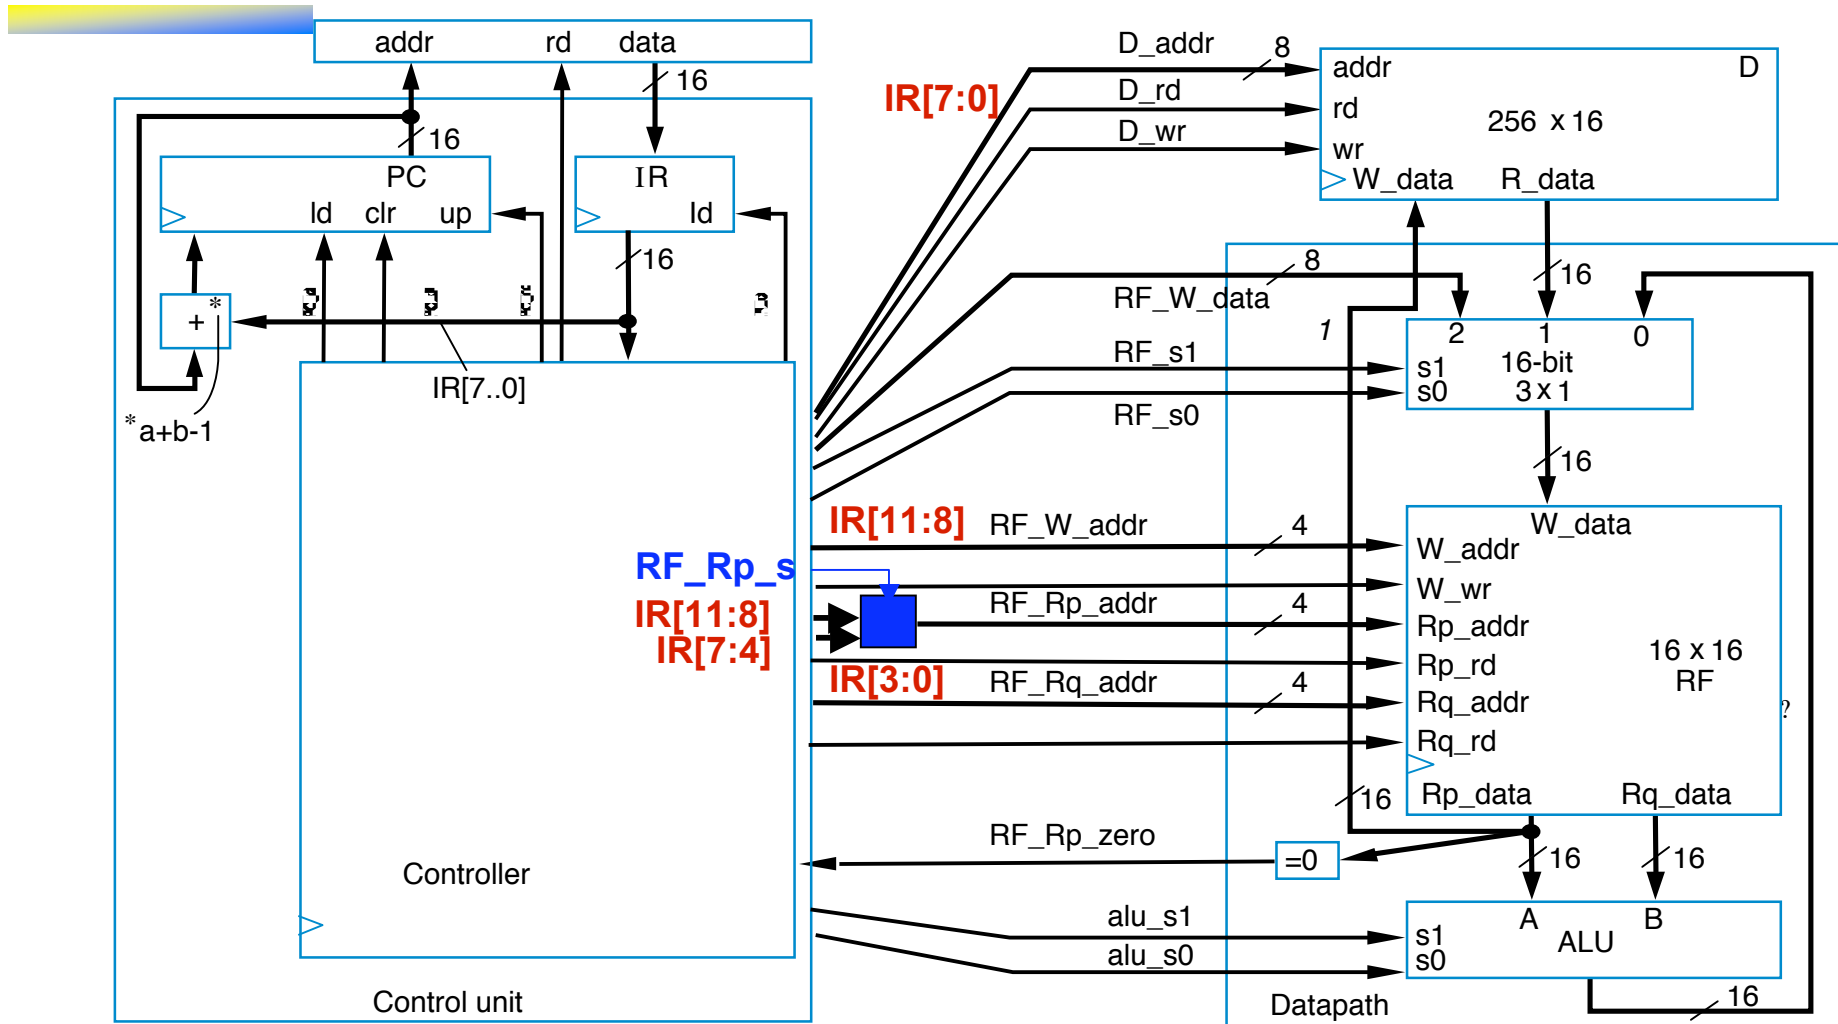 addr rd data
16
16
PC
ld clr up
IR
ld
16
+ *
IR[7..0]
*a+b-1
Controller
Control unit
IR[7:0]
D_addr 8
D_rd
D_wr
addr D
rd
256 x 16
wr
W_data R_data
16
8
RF_W_data
1
2 1 0
RF_s1
s1 16-bit
s0 3 x 1
RF_s0
16
IR[11:8] RF_W_addr 4
RF_Rp_s
IR[11:8]
IR[7:4]
RF_Rp_addr 4
IR[3:0] RF_Rq_addr 4
W_data
W_addr
W_wr
Rp_addr
Rp_rd
16 x 16
RF
Rq_addr
?
Rq_rd
Rp_data Rq_data
16
RF_Rp_zero
=0
16 16
alu_s1
alu_s0
A B
s1 ALU
s0
16
Datapath